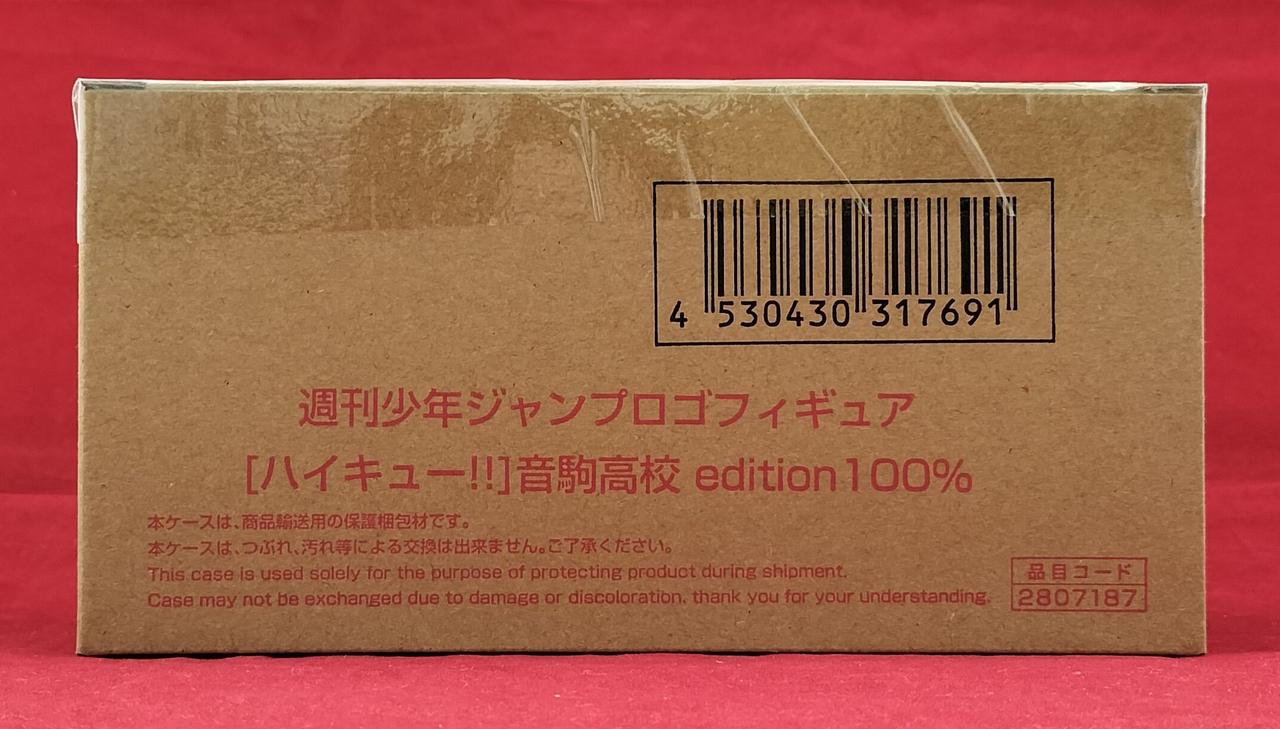 4 530430 317691
週刊少年ジャンプロゴフィギュア
[ハイキュー!!]音駒高校 edition100%
本ケースは、商品輸送用の保護梱包材です。
本ケースは、つぶれ、汚れ等による交換は出来ません。ご了承ください。
This case is used solely for the purpose of protecting product during shipment.
Case may not be exchanged due to damage or discoloration. thank you for your understanding.
品目コード
2807187